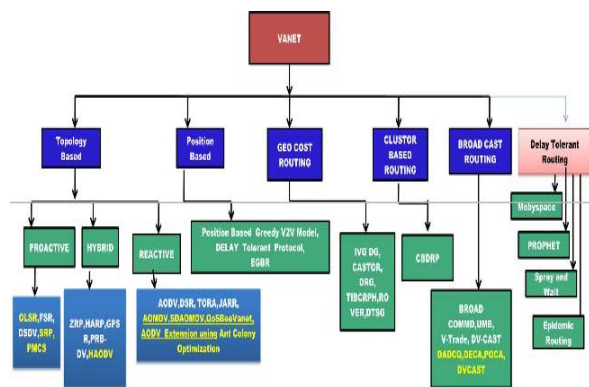 VANET
Topology
Based
Position
Based
GEO COST
ROUTING
CLUSTOR
BASED
ROUTING
BROAD CAST
ROUTING
Delay Tolerant
Routing
Mobyspace
PROPHET
Spray and
Wait
Epidemic
Routing
PROACTIVE
HYBRID
REACTIVE
Position Based Greedy V2V Model,
DELAY Tolerant Protocol,
EGBR
IVG DG,
CASTOR,
DRG,
TIBCRPH,RO
VER,DTSG
CBDRP
BROAD
COMMD,UMB,
V-Trade, DV-CAST
DADCQ,DECA,POCA,
DVCAST
OLSR,FSR,
DSDV,SRP,
PMCS
ZRP,HARP,GPS
R,PRB-
DV,HAODV
AODV,DSR, TORA,JARR,
AOMDV,SDAOMDV,QoSBeeVanet,
AODV Extension using Ant Colony
Optimization